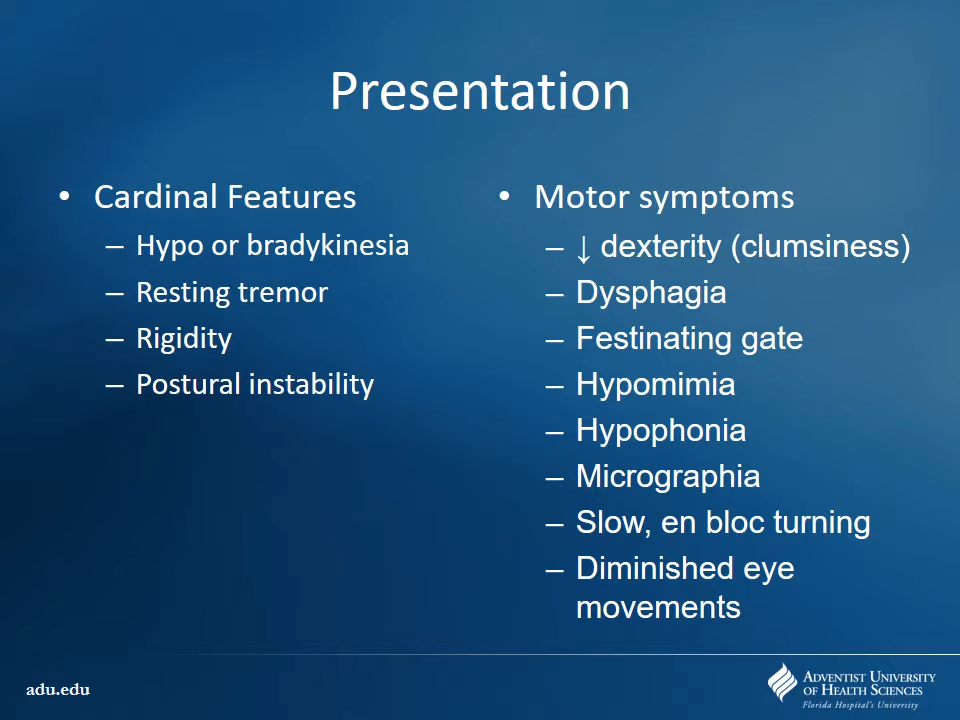 Presentation
• Cardinal Features
– Hypo or bradykinesia
– Resting tremor
– Rigidity
– Postural instability
• Motor symptoms
– ↓ dexterity (clumsiness)
– Dysphagia
– Festinating gate
– Hypomimia
– Hypophonia
– Micrographia
– Slow, en bloc turning
– Diminished eye
movements
adu.edu
ADVENTIST UNIVERSITY
OF HEALTH SCIENCES
Florida Hospital's University